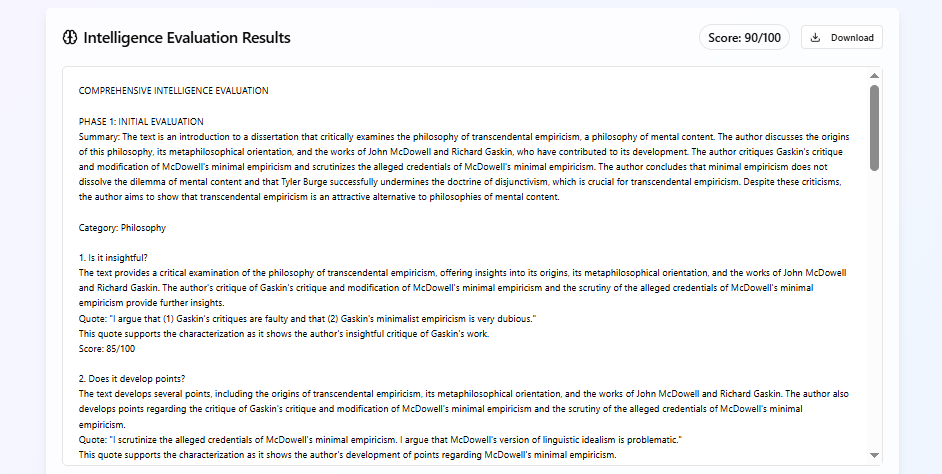 Intelligence Evaluation Results
Score: 90/100
Download
COMPREHENSIVE INTELLIGENCE EVALUATION
PHASE 1: INITIAL EVALUATION
Summary: The text is an introduction to a dissertation that critically examines the philosophy of transcendental empiricism, a philosophy of mental content. The author discusses the origins
of this philosophy, its metaphilosophical orientation, and the works of John McDowell and Richard Gaskin, who have contributed to its development. The author critiques Gaskin's critique
and modification of McDowell's minimal empiricism and scrutinizes the alleged credentials of McDowell's minimal empiricism. The author concludes that minimal empiricism does not
dissolve the dilemma of mental content and that Tyler Burge successfully undermines the doctrine of disjunctivism, which is crucial for transcendental empiricism. Despite these criticisms,
the author aims to show that transcendental empiricism is an attractive alternative to philosophies of mental content.
Category: Philosophy
1. Is it insightful?
The text provides a critical examination of the philosophy of transcendental empiricism, offering insights into its origins, its metaphilosophical orientation, and the works of John McDowell
and Richard Gaskin. The author's critique of Gaskin's critique and modification of McDowell's minimal empiricism and the scrutiny of the alleged credentials of McDowell's minimal
empiricism provide further insights.
Quote: "I argue that (1) Gaskin's critiques are faulty and that (2) Gaskin's minimalist empiricism is very dubious."
This quote supports the characterization as it shows the author's insightful critique of Gaskin's work.
Score: 85/100
2. Does it develop points?
The text develops several points, including the origins of transcendental empiricism, its metaphilosophical orientation, and the works of John McDowell and Richard Gaskin. The author also
develops points regarding the critique of Gaskin's critique and modification of McDowell's minimal empiricism and the scrutiny of the alleged credentials of McDowell's minimal
empiricism.
Quote: "I scrutinize the alleged credentials of McDowell's minimal empiricism. I argue that McDowell's version of linguistic idealism is problematic."
This quote supports the characterization as it shows the author's development of points regarding McDowell's minimal empiricism.